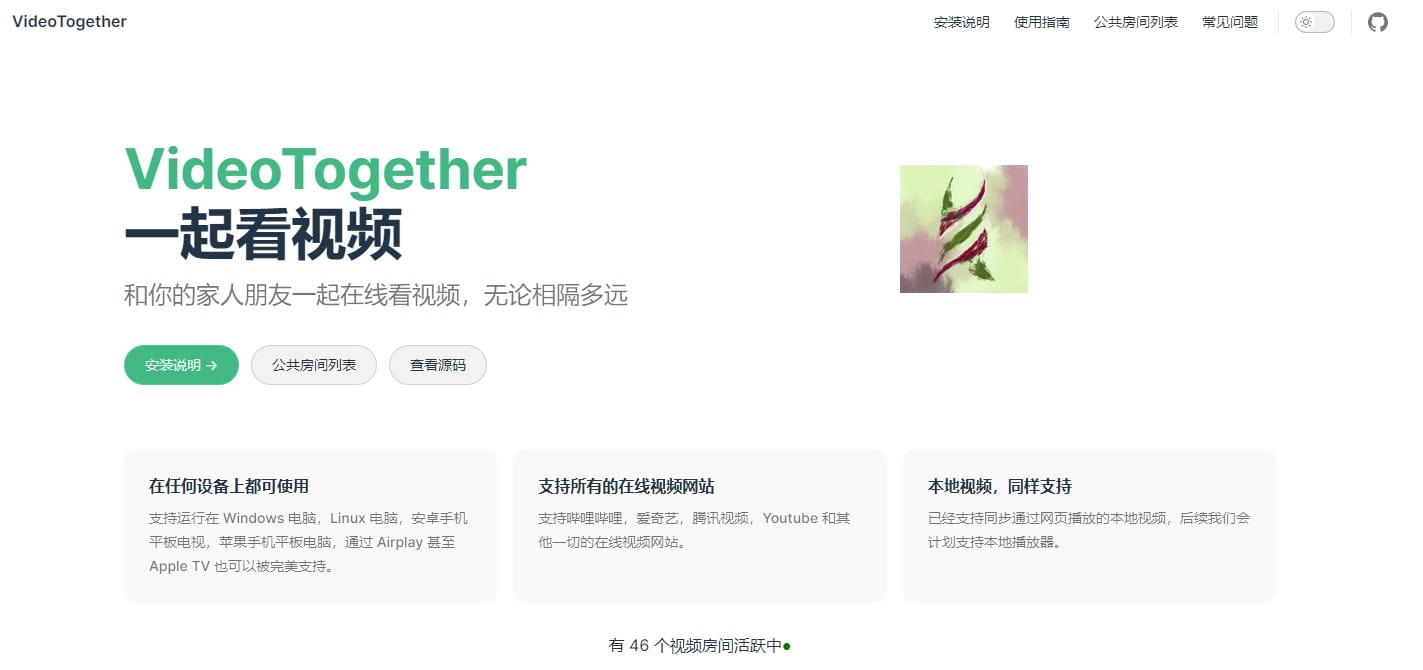 VideoTogether
安装说明 使用指南 公共房间列表 常见问题
VideoTogether
一起看视频
和你的家人朋友一起在线看视频，无论相隔多远
安装说明 → 公共房间列表 查看源码
在任何设备上都可使用
支持运行在 Windows 电脑，Linux 电脑，安卓手机
平板电视，苹果手机平板电脑，通过 Airplay 甚至
Apple TV 也可以被完美支持。
支持所有的在线视频网站
支持哔哩哔哩，爱奇艺，腾讯视频，Youtube 和其
他一切的在线视频网站。
本地视频，同样支持
已经支持同步通过网页播放的本地视频，后续我们会
计划支持本地播放器。
有 46 个视频房间活跃中